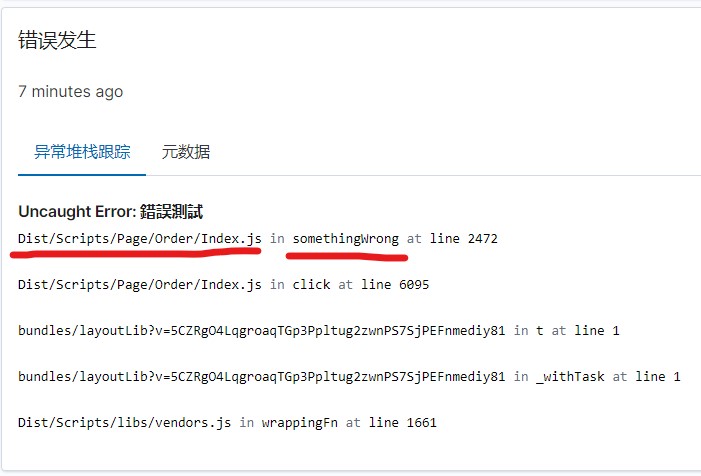 错误发生
7 minutes ago
异常堆栈跟踪 元数据
Uncaught Error: 錯誤測試
Dist/Scripts/Page/Order/Index.js in somethingWrong at line 2472
Dist/Scripts/Page/Order/Index.js in click at line 6095
bundles/layoutLib?v=5CZRgO4LqgroaqTGp3Ppltug2zwnPS7SjPEFnmediy81 in t at line 1
bundles/layoutLib?v=5CZRgO4LqgroaqTGp3Ppltug2zwnPS7SjPEFnmediy81 in _withTask at line 1
Dist/Scripts/libs/vendors.js in wrappingFn at line 1661